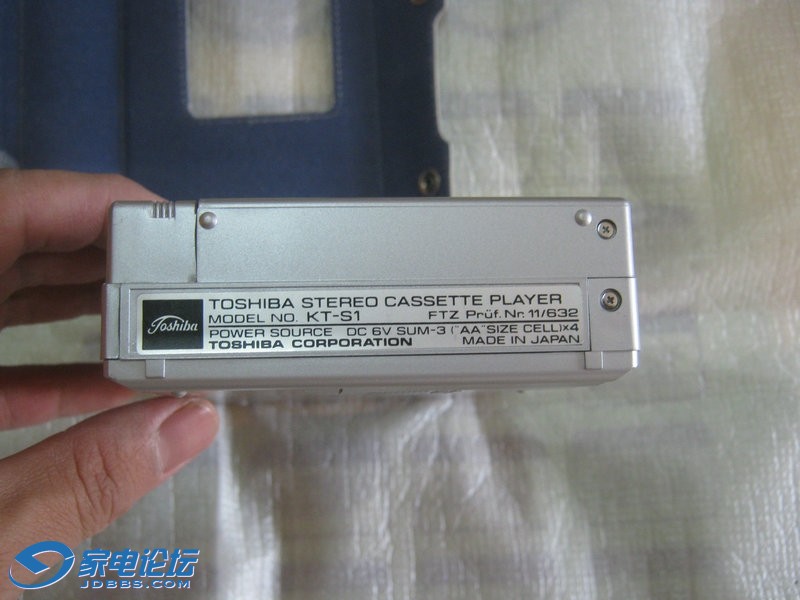 Toshiba
TOSHIBA STEREO CASSETTE PLAYER
MODEL NO. KT-S1 FTZ Prüf. Nr. 11/632
POWER SOURCE DC 6V SUM-3 ("AA" SIZE CELL)×4
TOSHIBA CORPORATION MADE IN JAPAN
家电论坛
JDBBS.COM